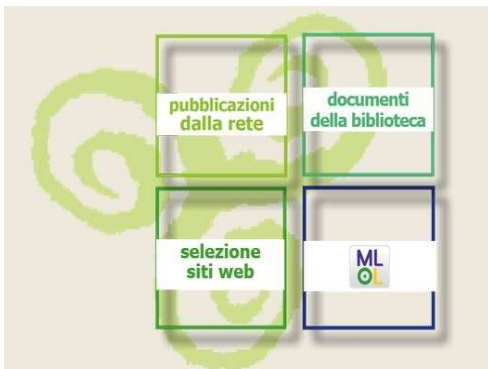 pubblicazioni
dalla rete
documenti
della biblioteca
selezione
siti web
ML
OL